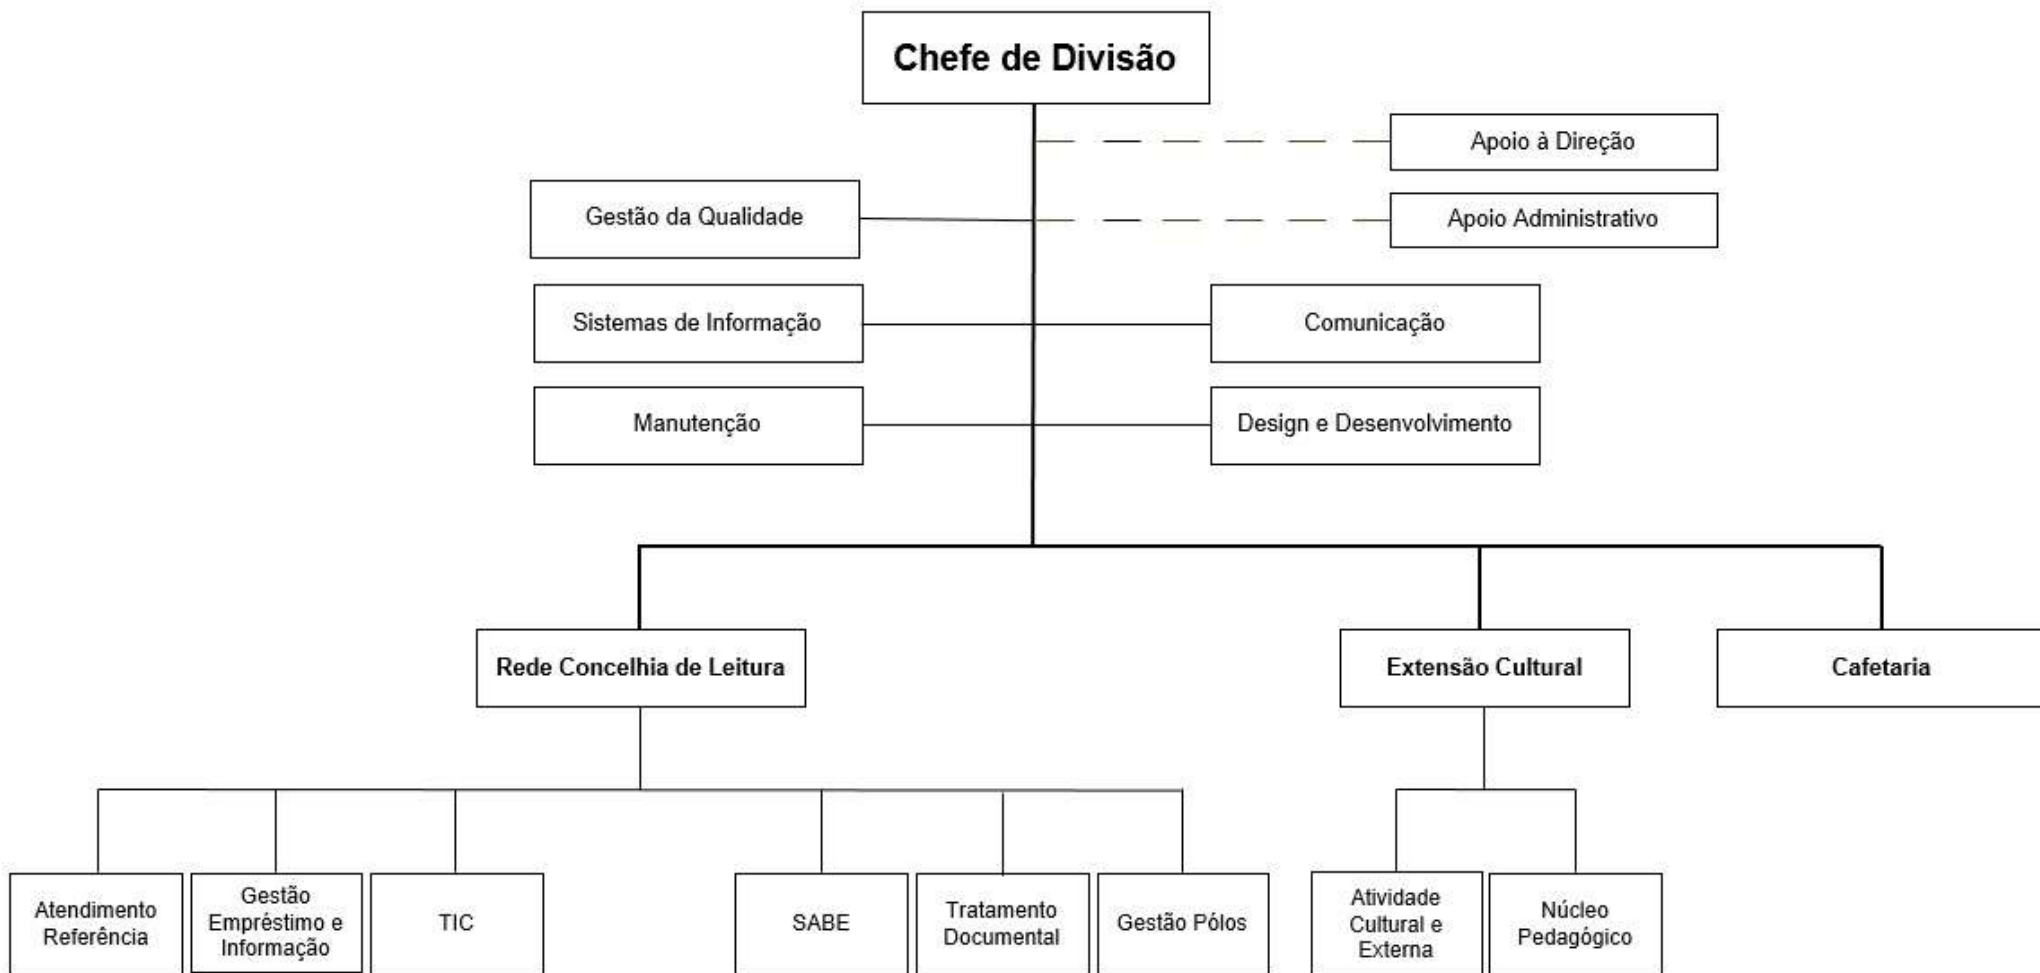 Chefe de Divisão
Apoio à Direção
Gestão da Qualidade
Apoio Administrativo
Sistemas de Informação
Comunicação
Manutenção
Design e Desenvolvimento
Rede Concelhia de Leitura
Extensão Cultural
Cafetaria
Atendimento
Referência
Gestão
Empréstimo e
Informação
TIC
SABE
Tratamento
Documental
Gestão Pólos
Atividade
Cultural e
Externa
Núcleo
Pedagógico